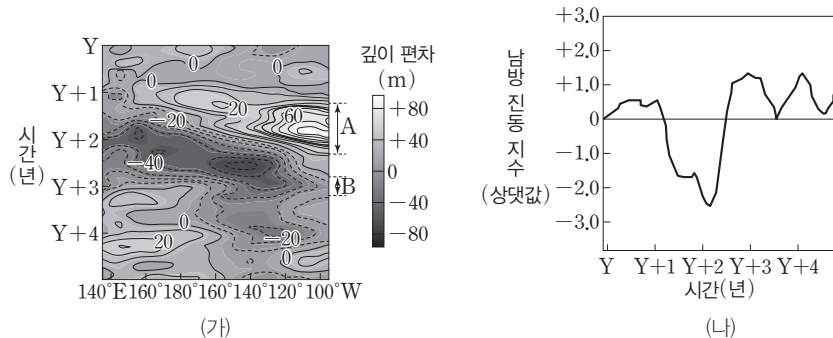 Y
Y+1
Y+2
Y+3
Y+4
시간(년)
0
0
0
20
60
-20
-40
0
20
0
-20
0
A
B
140°E160°180°160°140°120°100°W
(가)
깊이 편차
(m)
+80
+40
0
-40
-80
남방 진동 지수
(상댓값)
+3.0
+2.0
+1.0
0
-1.0
-2.0
-3.0
Y Y+1 Y+2 Y+3 Y+4
시간(년)
(나)